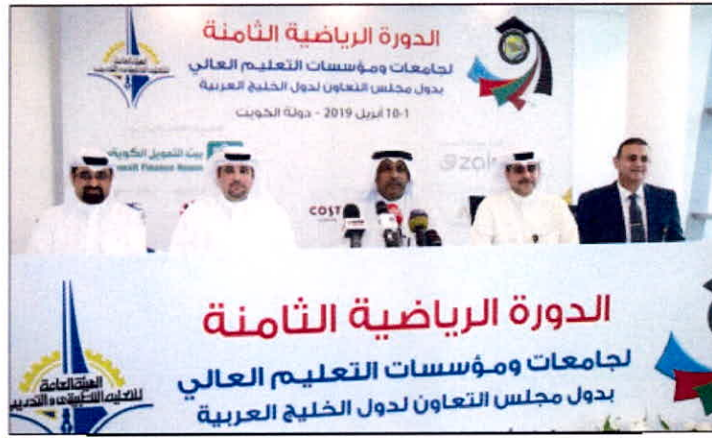 الدورة الرياضية الثامنة
لجامعات ومؤسسات التعليم العالي
بدول مجلس التعاون لدول الخليج العربية
1-10 أبريل 2019 - دولة الكويت
بيت التمويل الكويتي
Kuwait Finance House
zain
COST
الدورة الرياضية الثامنة
لجامعات ومؤسسات التعليم العالي
بدول مجلس التعاون لدول الخليج العربية
الهيئة العامة
للتعليم التطبيقي والتدريب